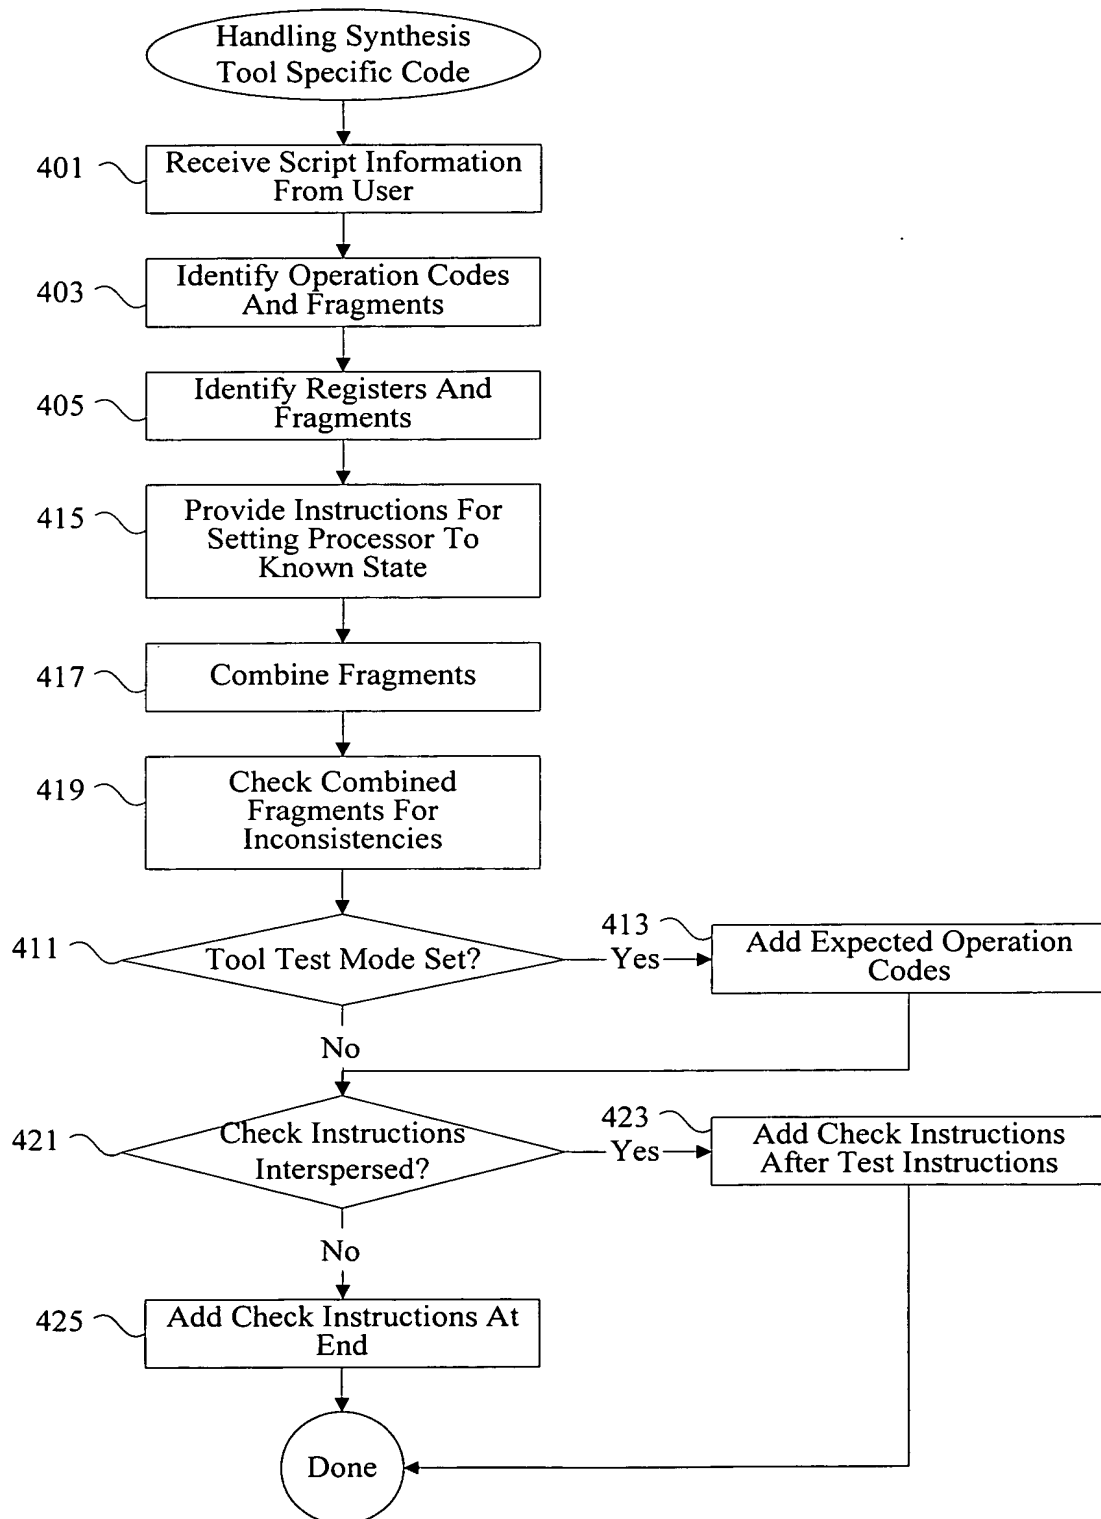 Handling Synthesis
Tool Specific Code
401
Receive Script Information
From User
403
Identify Operation Codes
And Fragments
405
Identify Registers And
Fragments
415
Provide Instructions For
Setting Processor To
Known State
417
Combine Fragments
419
Check Combined
Fragments For
Inconsistencies
411
Tool Test Mode Set?
Yes
413
Add Expected Operation
Codes
No
421
Check Instructions
Interspersed?
Yes
423
Add Check Instructions
After Test Instructions
No
425
Add Check Instructions At
End
Done